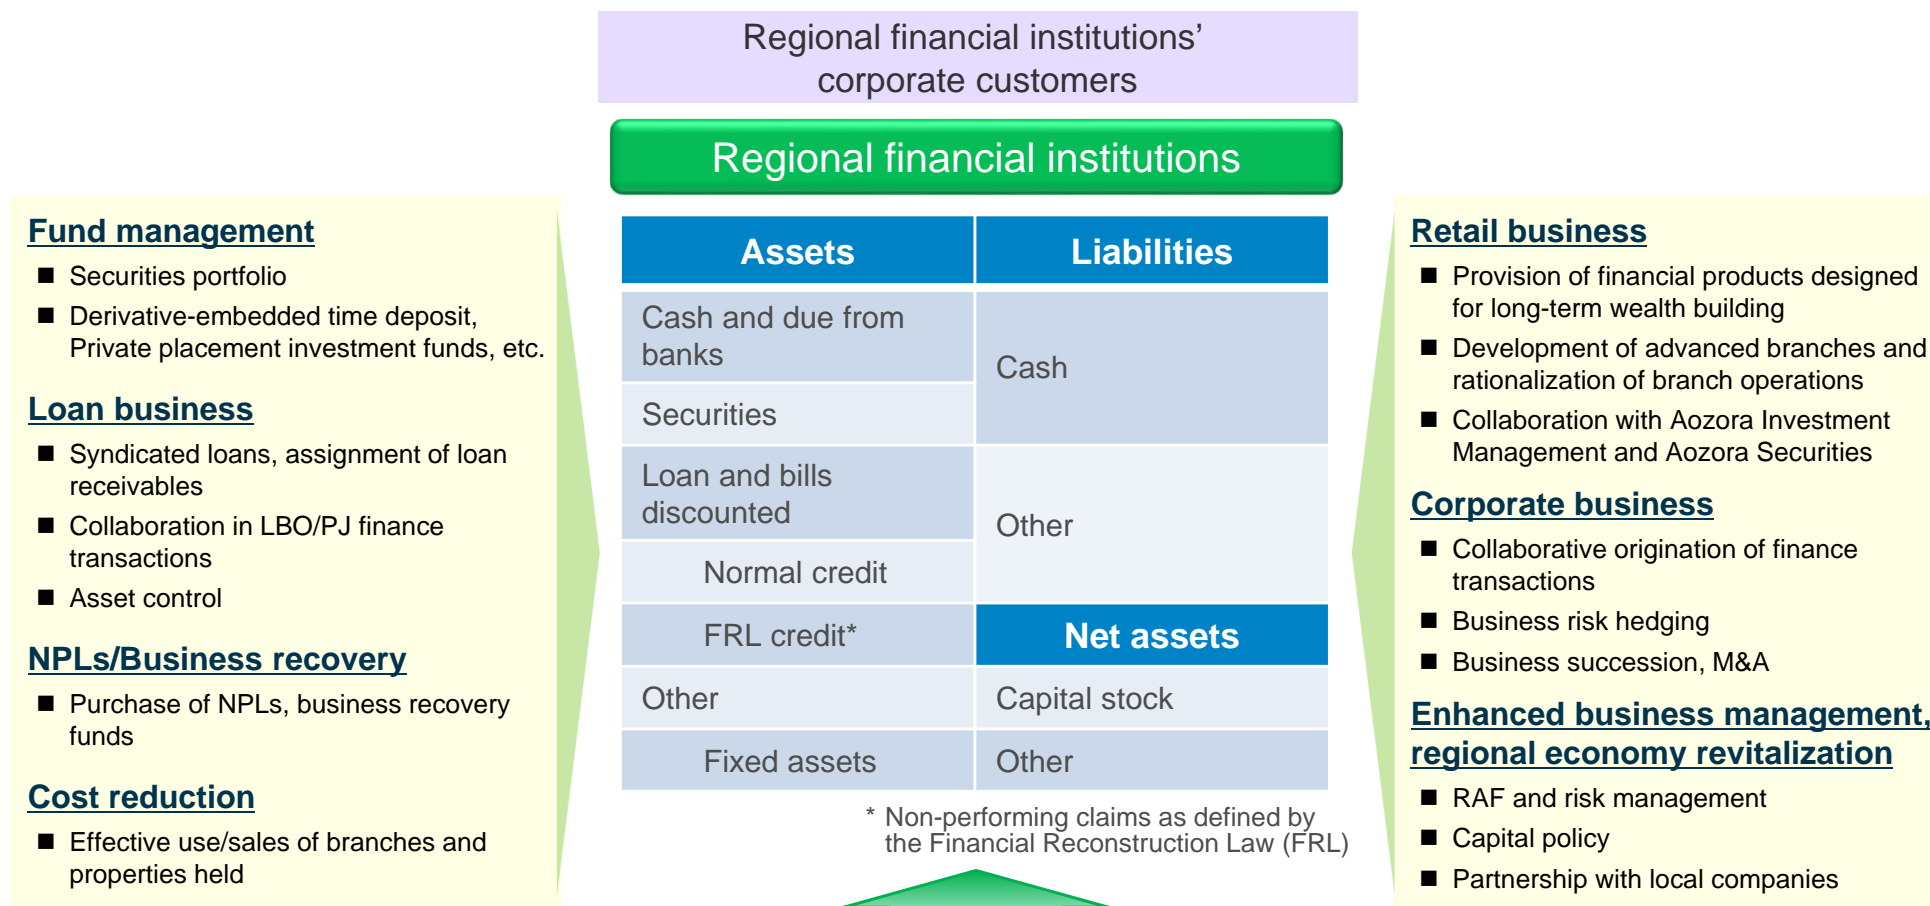 Regional financial institutions’
corporate customers
Regional financial institutions
Fund management
■ Securities portfolio
■ Derivative-embedded time deposit,
Private placement investment funds, etc.
Loan business
■ Syndicated loans, assignment of loan
receivables
■ Collaboration in LBO/PJ finance
transactions
■ Asset control
NPLs/Business recovery
■ Purchase of NPLs, business recovery
funds
Cost reduction
■ Effective use/sales of branches and
properties held
Assets
Liabilities
Cash and due from
banks
Cash
Securities
Loan and bills
discounted
Other
Normal credit
FRL credit*
Net assets
Other
Capital stock
Fixed assets
Other
* Non-performing claims as defined by
the Financial Reconstruction Law (FRL)
Retail business
■ Provision of financial products designed
for long-term wealth building
■ Development of advanced branches and
rationalization of branch operations
■ Collaboration with Aozora Investment
Management and Aozora Securities
Corporate business
■ Collaborative origination of finance
transactions
■ Business risk hedging
■ Business succession, M&A
Enhanced business management,
regional economy revitalization
■ RAF and risk management
■ Capital policy
■ Partnership with local companies